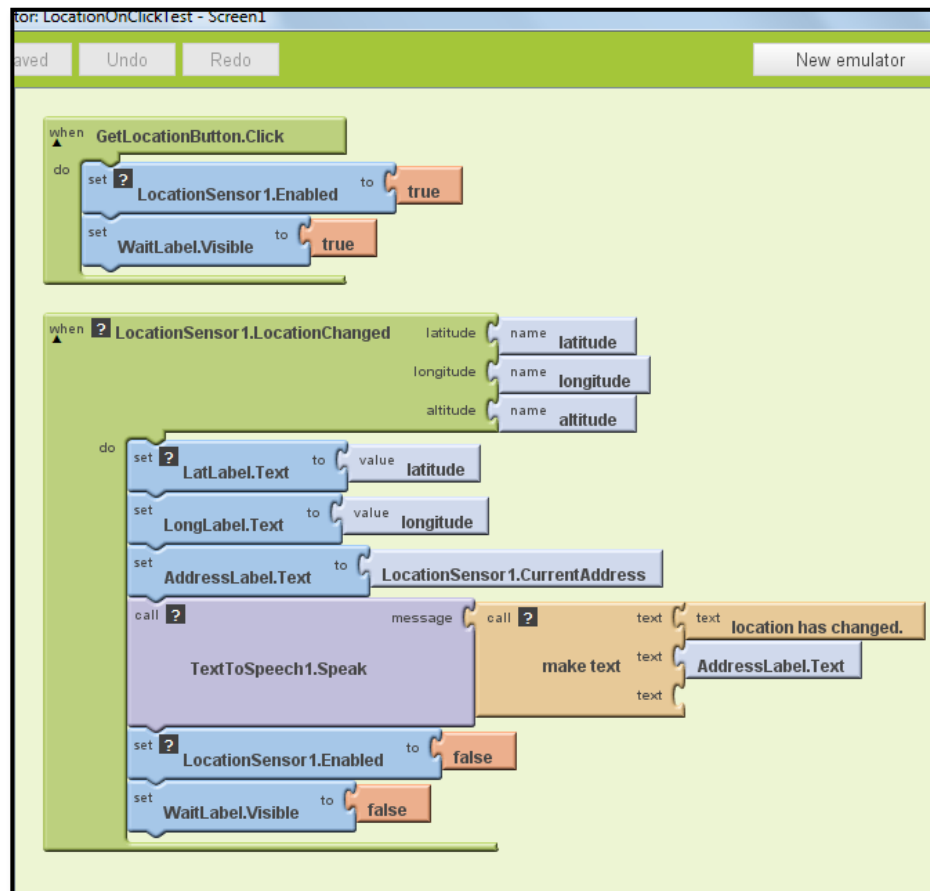 tor: LocationOnClickTest - Screen1
aved Undo Redo New emulator
when GetLocationButton.Click
do set ? LocationSensor1.Enabled to true
set WaitLabel.Visible to true
when ? LocationSensor1.LocationChanged latitude name latitude
longitude name longitude
altitude name altitude
do set ? LatLabel.Text to value latitude
set LongLabel.Text to value longitude
set AddressLabel.Text to LocationSensor1.CurrentAddress
call ? message call ? text text location has changed.
TextToSpeech1.Speak make text text AddressLabel.Text
text
set ? LocationSensor1.Enabled to false
set WaitLabel.Visible to false